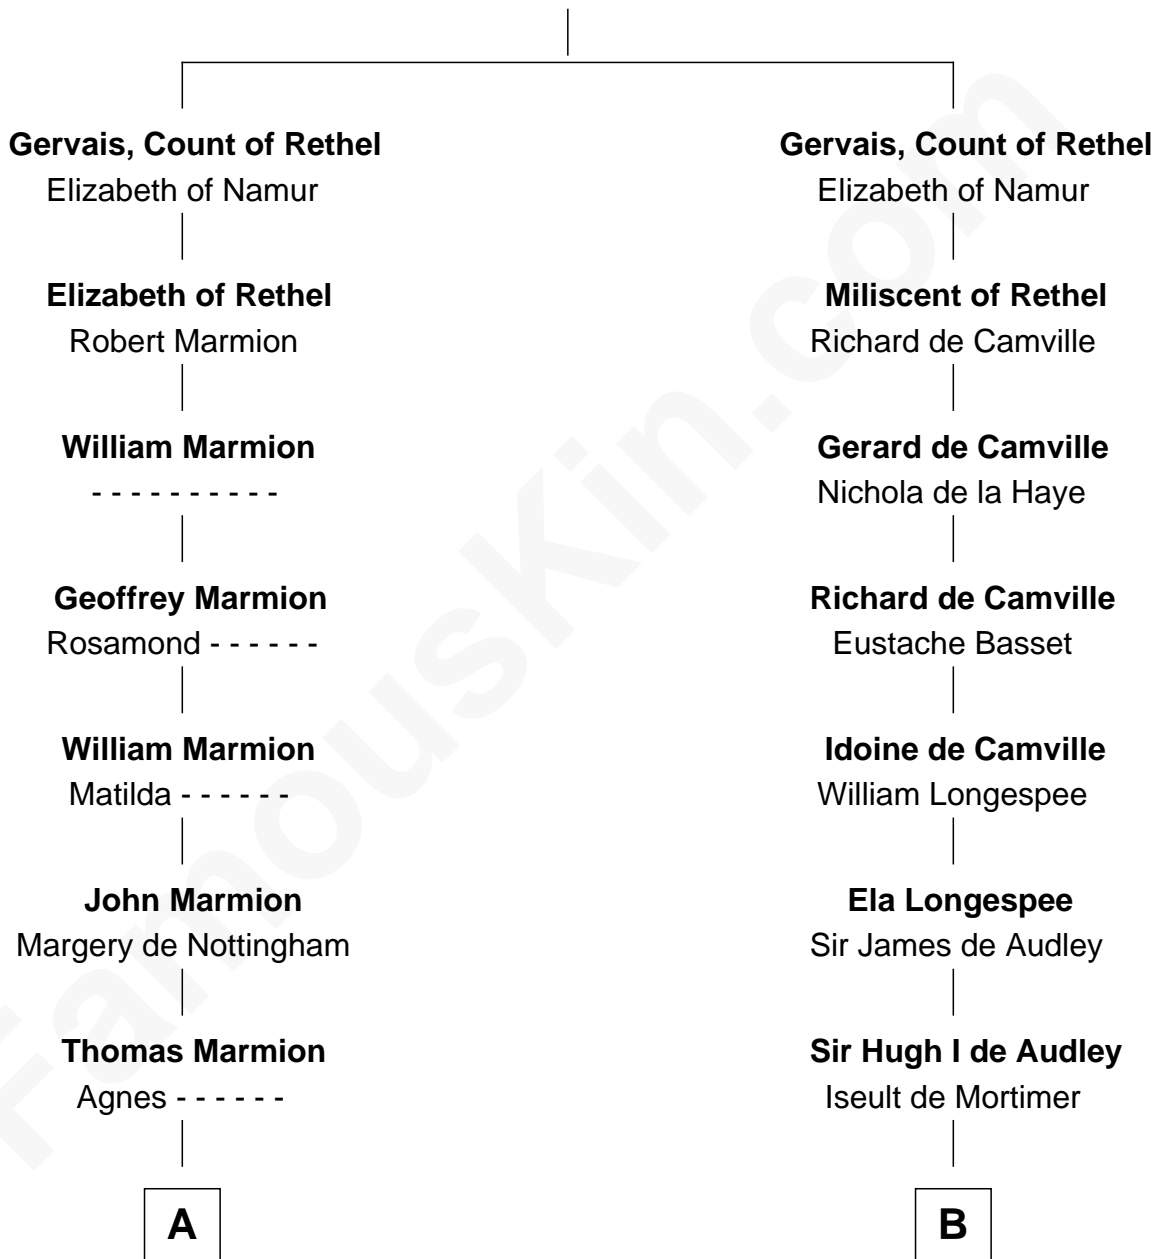 Gervais, Count of Rethel
Elizabeth of Namur
Elizabeth of Rethel
Robert Marmion
William Marmion
- - - - - - - - - -
Geoffrey Marmion
Rosamond - - - - - -
William Marmion
Matilda - - - - - -
John Marmion
Margery de Nottingham
Thomas Marmion
Agnes - - - - - -
A
Gervais, Count of Rethel
Elizabeth of Namur
Miliscent of Rethel
Richard de Camville
Gerard de Camville
Nichola de la Haye
Richard de Camville
Eustache Basset
Idoine de Camville
William Longespee
Ela Longespee
Sir James de Audley
Sir Hugh I de Audley
Iseult de Mortimer
B
FamousKin.com